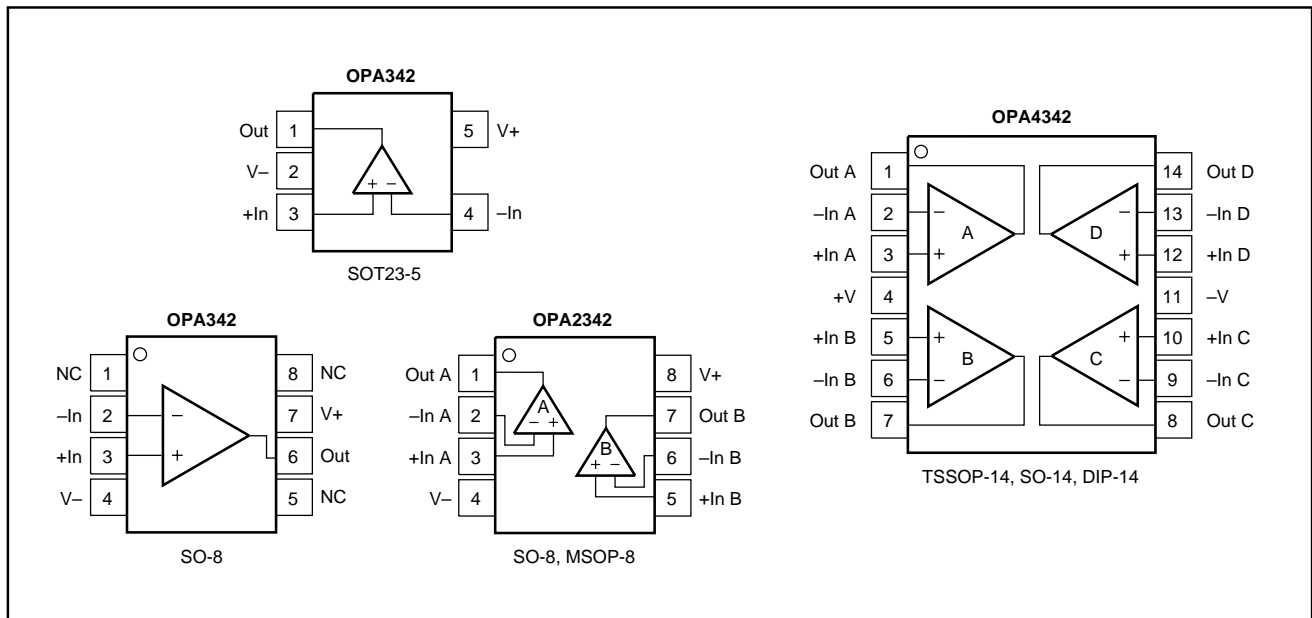 OPA342
Out 1
V– 2
+In 3
5 V+
4 –In
+ –
SOT23-5
OPA342
NC 1
–In 2
+In 3
V– 4
8 NC
7 V+
6 Out
5 NC
–
+
SO-8
OPA2342
Out A 1
–In A 2
+In A 3
V– 4
8 V+
7 Out B
6 –In B
5 +In B
A
– +
B
+ –
SO-8, MSOP-8
OPA4342
Out A 1
–In A 2
+In A 3
+V 4
+In B 5
–In B 6
Out B 7
14 Out D
13 –In D
12 +In D
11 –V
10 +In C
9 –In C
8 Out C
–
A
+
–
D
+
+
B
–
+
C
–
TSSOP-14, SO-14, DIP-14